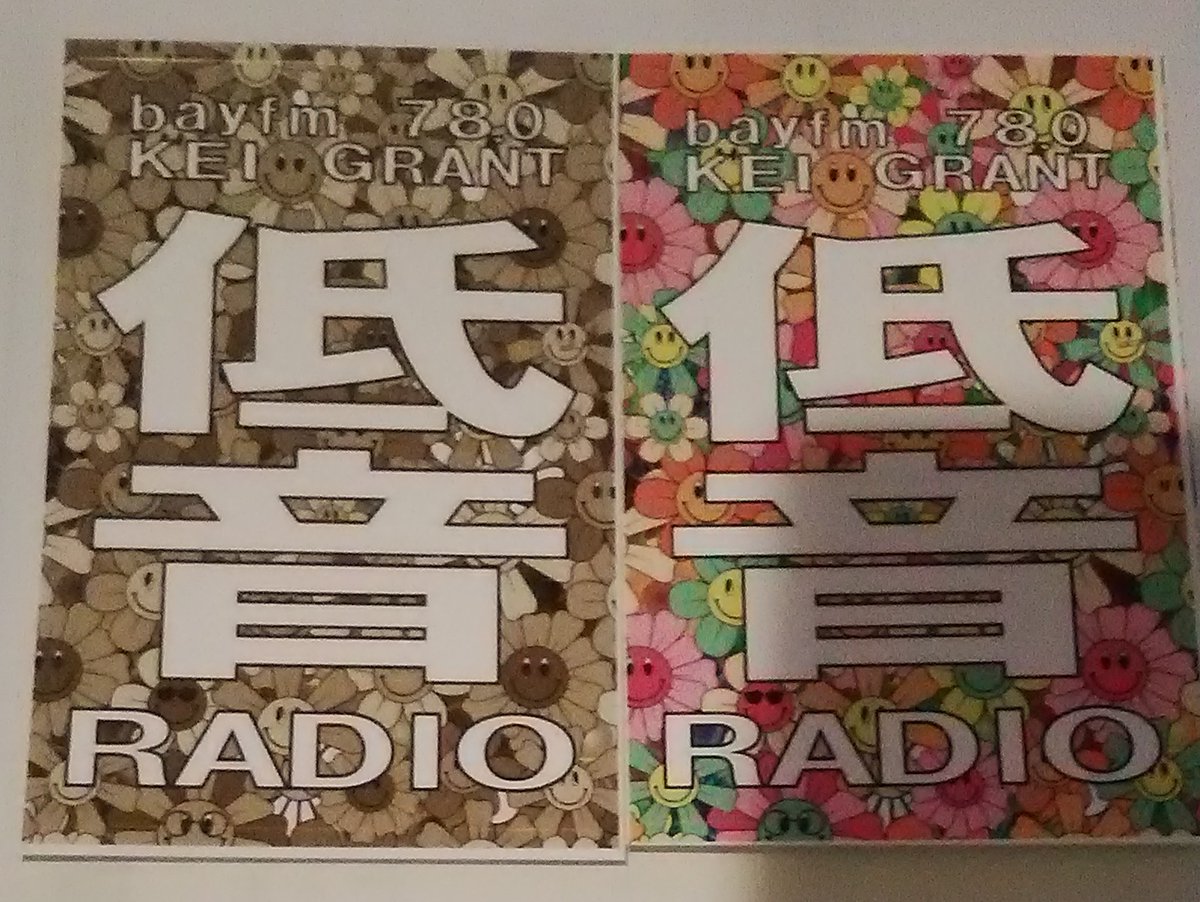 bayfm 780
KEI GRANT
低
音
RADIO
bayfm 780
KEI GRANT
低
音
RADIO